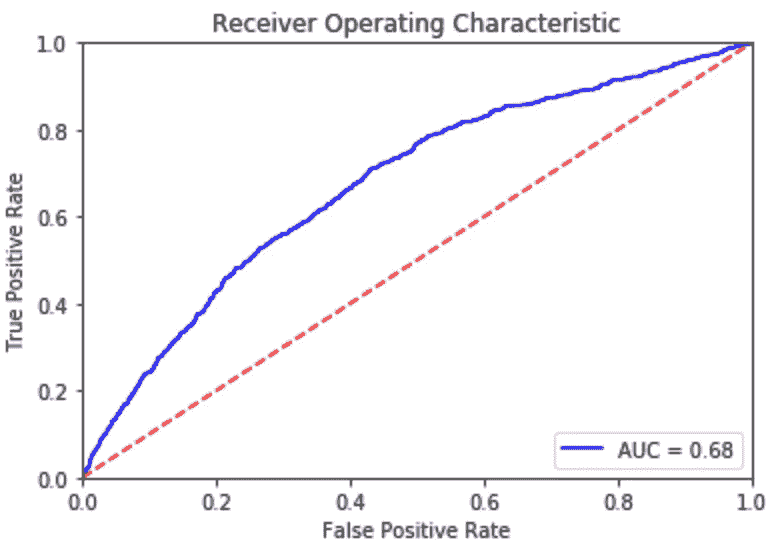 Receiver Operating Characteristic
1.0
0.8
0.6
0.4
0.2
0.0
True Positive Rate
AUC = 0.68
0.0 0.2 0.4 0.6 0.8 1.0
False Positive Rate